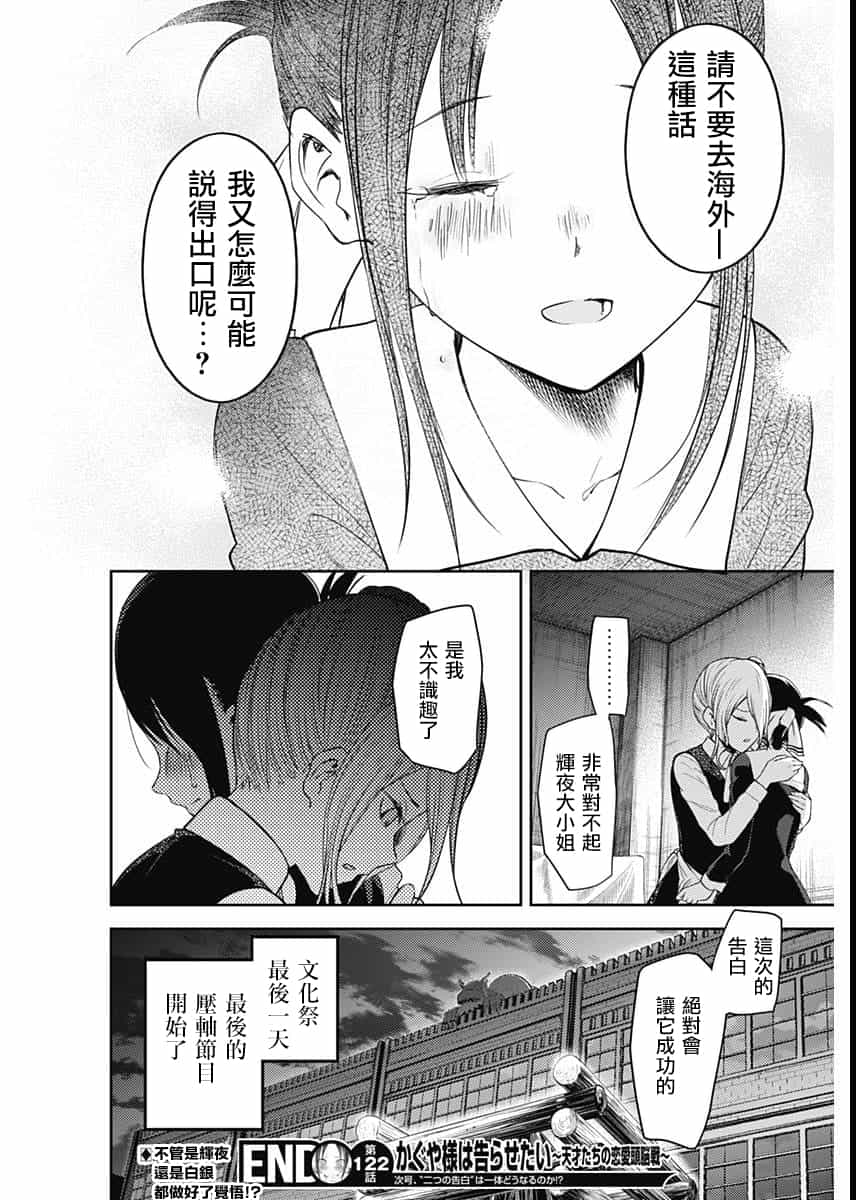 請不要去海外—
這種話
我又怎麼可能
說得出口呢…?
………
非常對不起
輝夜大小姐
是我
太不識趣了
這次的
告白
絕對會
讓它成功的
文化祭
最後一天
最後的
壓軸節目
開始了
◆不管是輝夜
還是白銀
都做好了覺悟!?
END
第
122
話
かぐや様は告らせたい
～天才たちの恋愛頭脳戦～
次号、“二つの告白”は一体どうなるのか!?